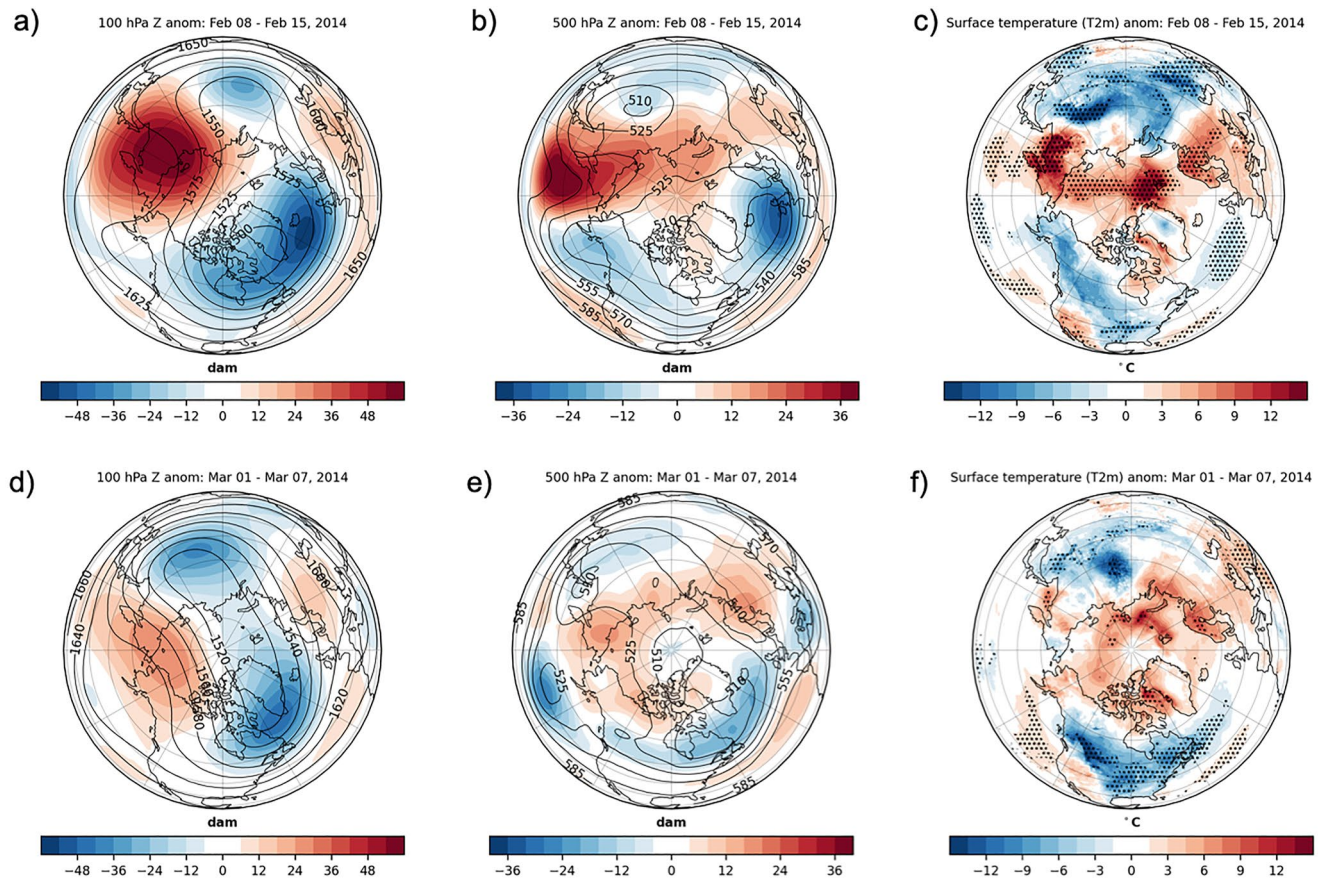 a)
100 hPa Z anom: Feb 08 - Feb 15, 2014
1650
1550
1600
1575
1575
1525
1500
1650
1625
dam
−48 −36 −24 −12 0 12 24 36 48
b)
500 hPa Z anom: Feb 08 - Feb 15, 2014
510
525
525
540
585
555
570
585
dam
−36 −24 −12 0 12 24 36
c)
Surface temperature (T2m) anom: Feb 08 - Feb 15, 2014
°C
−12 −9 −6 −3 0 3 6 9 12
d)
100 hPa Z anom: Mar 01 - Mar 07, 2014
1660
1600
1640
1520
1540
1580
1620
dam
−48 −36 −24 −12 0 12 24 36 48
e)
500 hPa Z anom: Mar 01 - Mar 07, 2014
585
570
510
540
585
525
510
525
510
555
585
585
dam
−36 −24 −12 0 12 24 36
f)
Surface temperature (T2m) anom: Mar 01 - Mar 07, 2014
°C
−12 −9 −6 −3 0 3 6 9 12